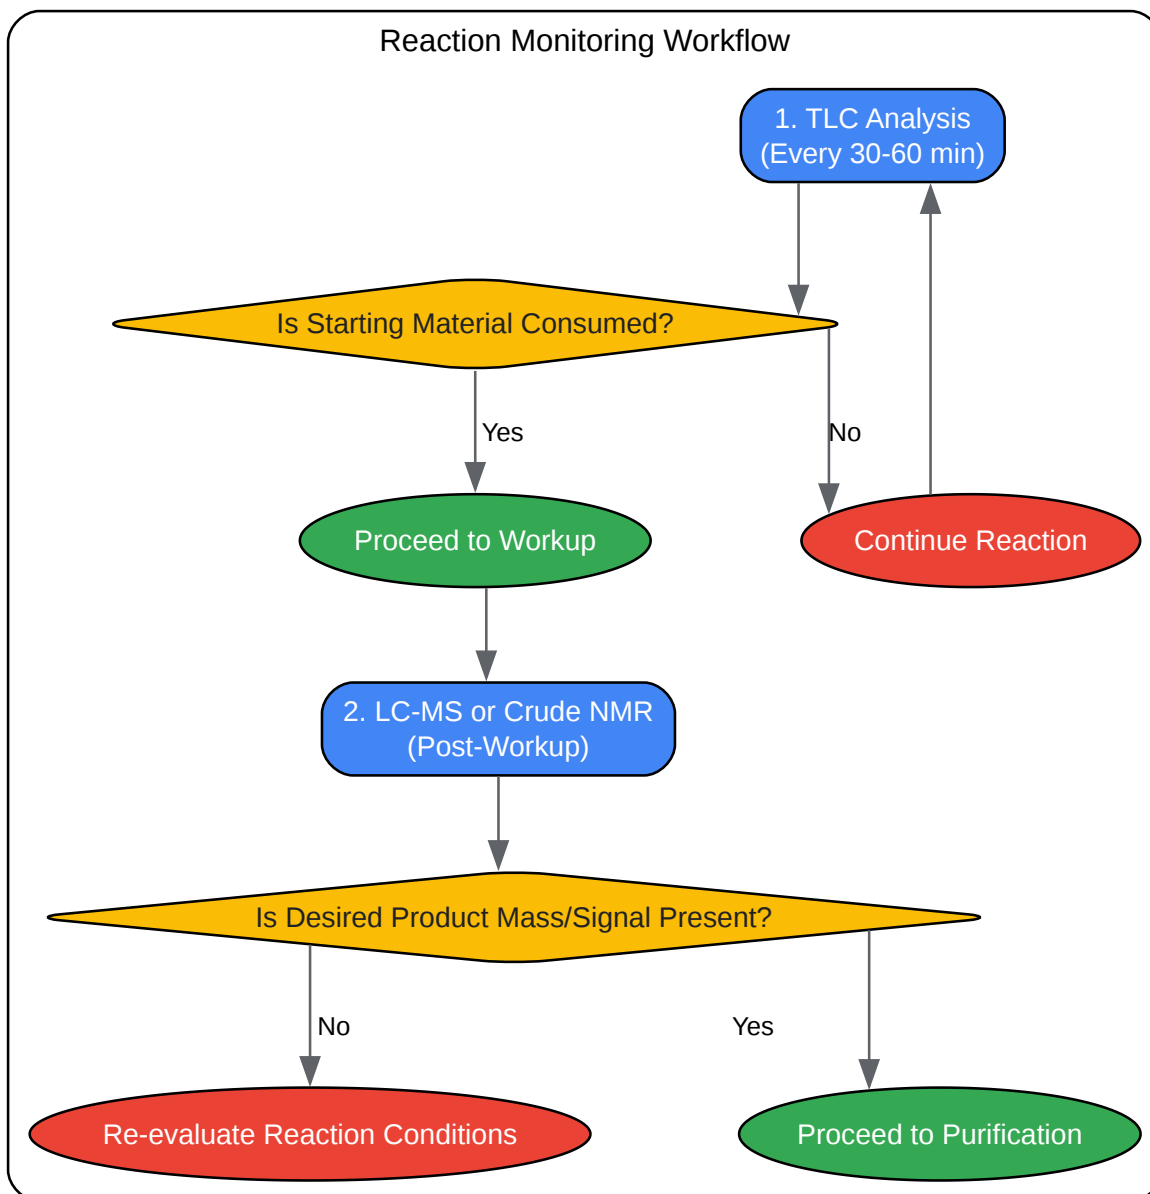 Reaction Monitoring Workflow
1. TLC Analysis
(Every 30-60 min)
Is Starting Material Consumed?
Yes
No
Proceed to Workup
Continue Reaction
2. LC-MS or Crude NMR
(Post-Workup)
Is Desired Product Mass/Signal Present?
No
Yes
Re-evaluate Reaction Conditions
Proceed to Purification